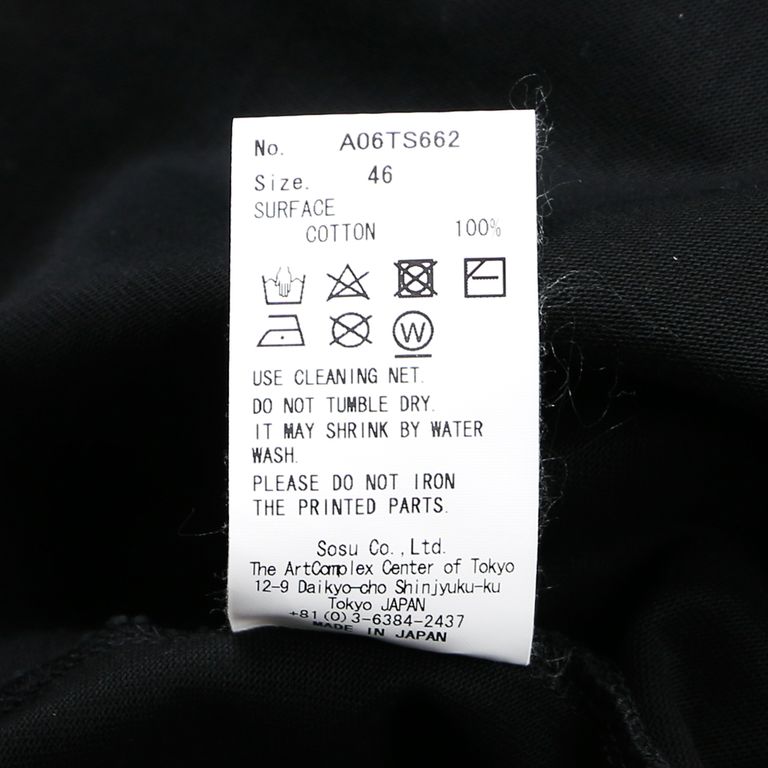 No. A06TS662
Size. 46
SURFACE
COTTON 100%
W
USE CLEANING NET.
DO NOT TUMBLE DRY.
IT MAY SHRINK BY WATER
WASH.
PLEASE DO NOT IRON
THE PRINTED PARTS.
Sosu Co.,Ltd.
The ArtComplex Center of Tokyo
12-9 Daikyo-cho Shinjyuku-ku
Tokyo JAPAN
+81(0)3-6384-2437
MADE IN JAPAN